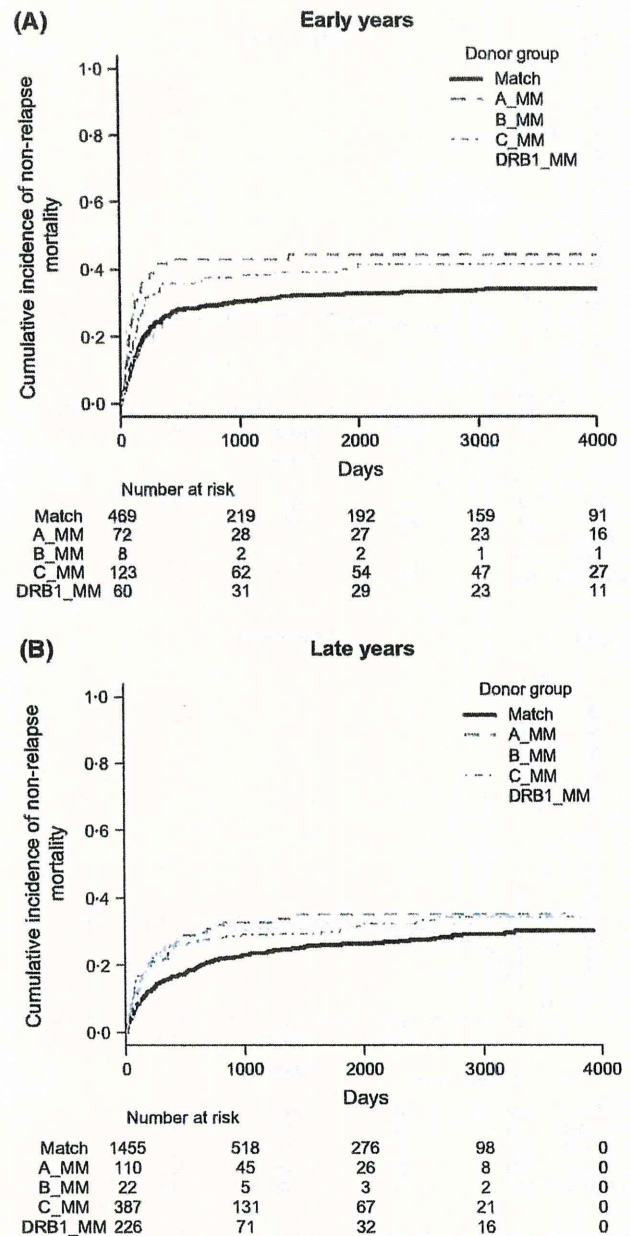 (A) Early years
Donor group
Match
A_MM
B_MM
C_MM
DRB1_MM
Cumulative incidence of non-relapse
mortality
1·0
0·8
0·6
0·4
0·2
0·0
0 1000 2000 3000 4000
Days
Number at risk
Match 469 219 192 159 91
A_MM 72 28 27 23 16
B_MM 8 2 2 1 1
C_MM 123 62 54 47 27
DRB1_MM 60 31 29 23 11
(B) Late years
Donor group
Match
A_MM
B_MM
C_MM
DRB1_MM
Cumulative incidence of non-relapse
mortality
1·0
0·8
0·6
0·4
0·2
0·0
0 1000 2000 3000 4000
Days
Number at risk
Match 1455 518 276 98 0
A_MM 110 45 26 8 0
B_MM 22 5 3 2 0
C_MM 387 131 67 21 0
DRB1_MM 226 71 32 16 0